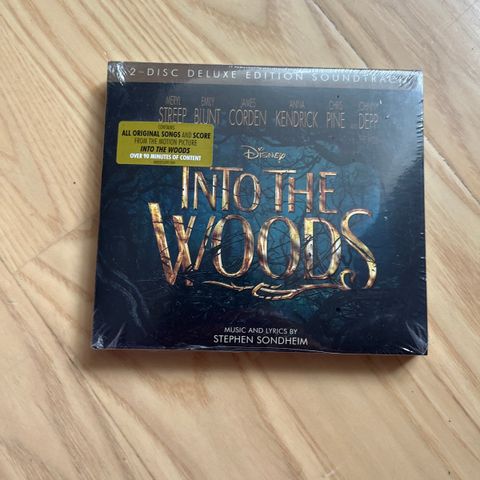 2-DISC DELUXE EDITION SOUNDTRACK
MERYL EMILY JAMES ANNA CHRIS JOHNNY
STREEP BLUNT CORDEN KENDRICK PINE DEPP
CONTAINS
ALL ORIGINAL SONGS AND SCORE
FROM THE MOTION PICTURE
INTO THE WOODS
OVER 90 MINUTES OF CONTENT
DISNEY
INTO THE
WOODS
MUSIC AND LYRICS BY
STEPHEN SONDHEIM